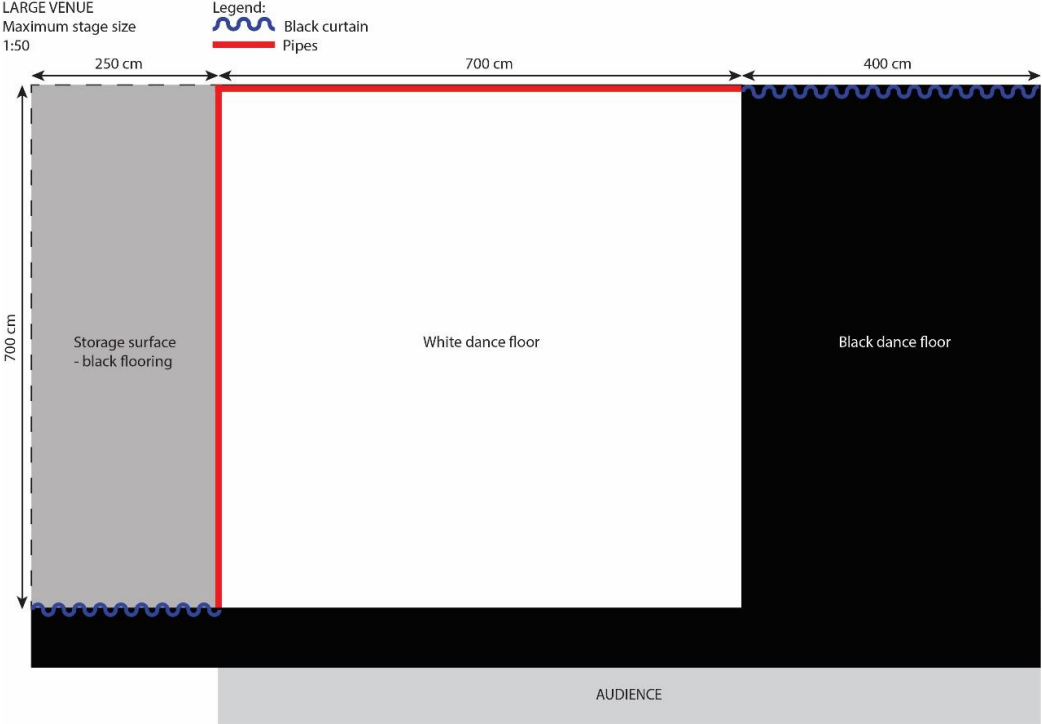 LARGE VENUE
Maximum stage size
1:50
Legend:
Black curtain
Pipes
250 cm
700 cm
400 cm
700 cm
Storage surface
- black flooring
White dance floor
Black dance floor
AUDIENCE